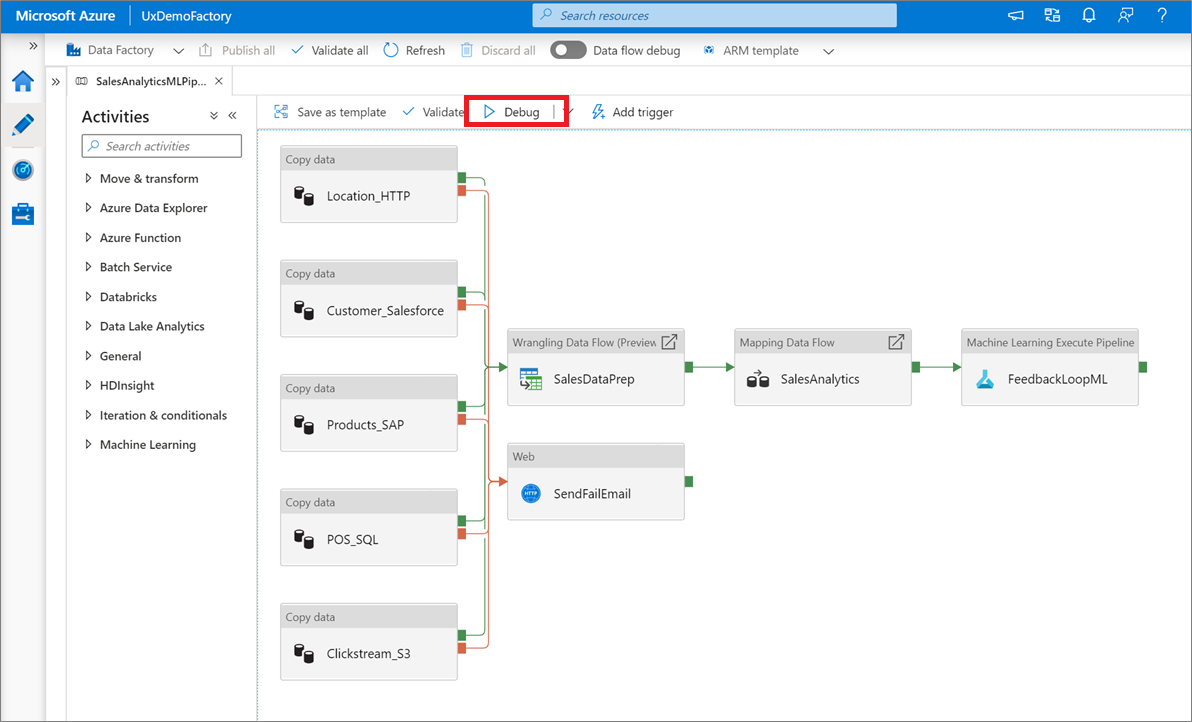 Microsoft Azure UxDemoFactory Search resources ?
Data Factory Publish all Validate all Refresh Discard all Data flow debug ARM template
SalesAnalyticsMLPip...
Activities
Search activities
Move & transform
Azure Data Explorer
Azure Function
Batch Service
Databricks
Data Lake Analytics
General
HDInsight
Iteration & conditionals
Machine Learning
Save as template Validate Debug Add trigger
Copy data
Location_HTTP
Copy data
Customer_Salesforce
Copy data
Products_SAP
Copy data
POS_SQL
Copy data
Clickstream_S3
Wrangling Data Flow (Preview
SalesDataPrep
Mapping Data Flow
SalesAnalytics
Machine Learning Execute Pipeline
FeedbackLoopML
Web
HTTP
SendFailEmail